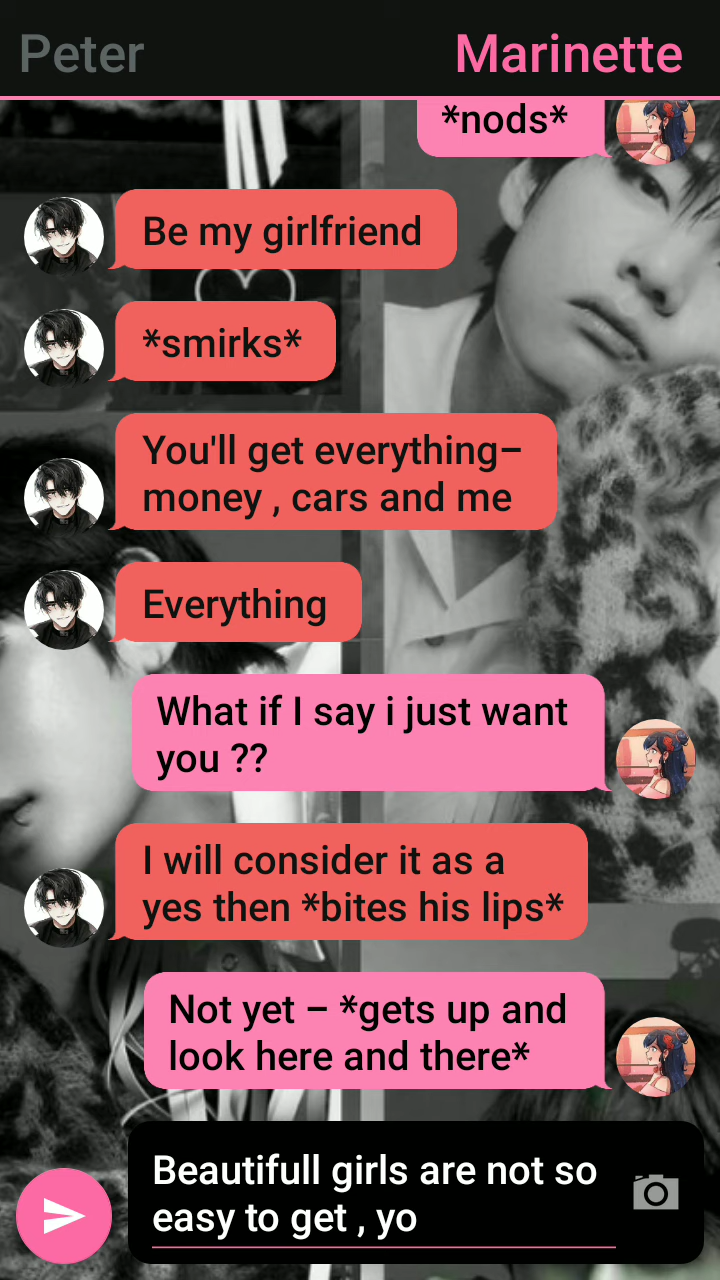 Peter
Marinette
*nods*
Be my girlfriend
*smirks*
You'll get everything–
money , cars and me
Everything
What if I say i just want
you ??
I will consider it as a
yes then *bites his lips*
Not yet – *gets up and
look here and there*
Beautifull girls are not so
easy to get , yo